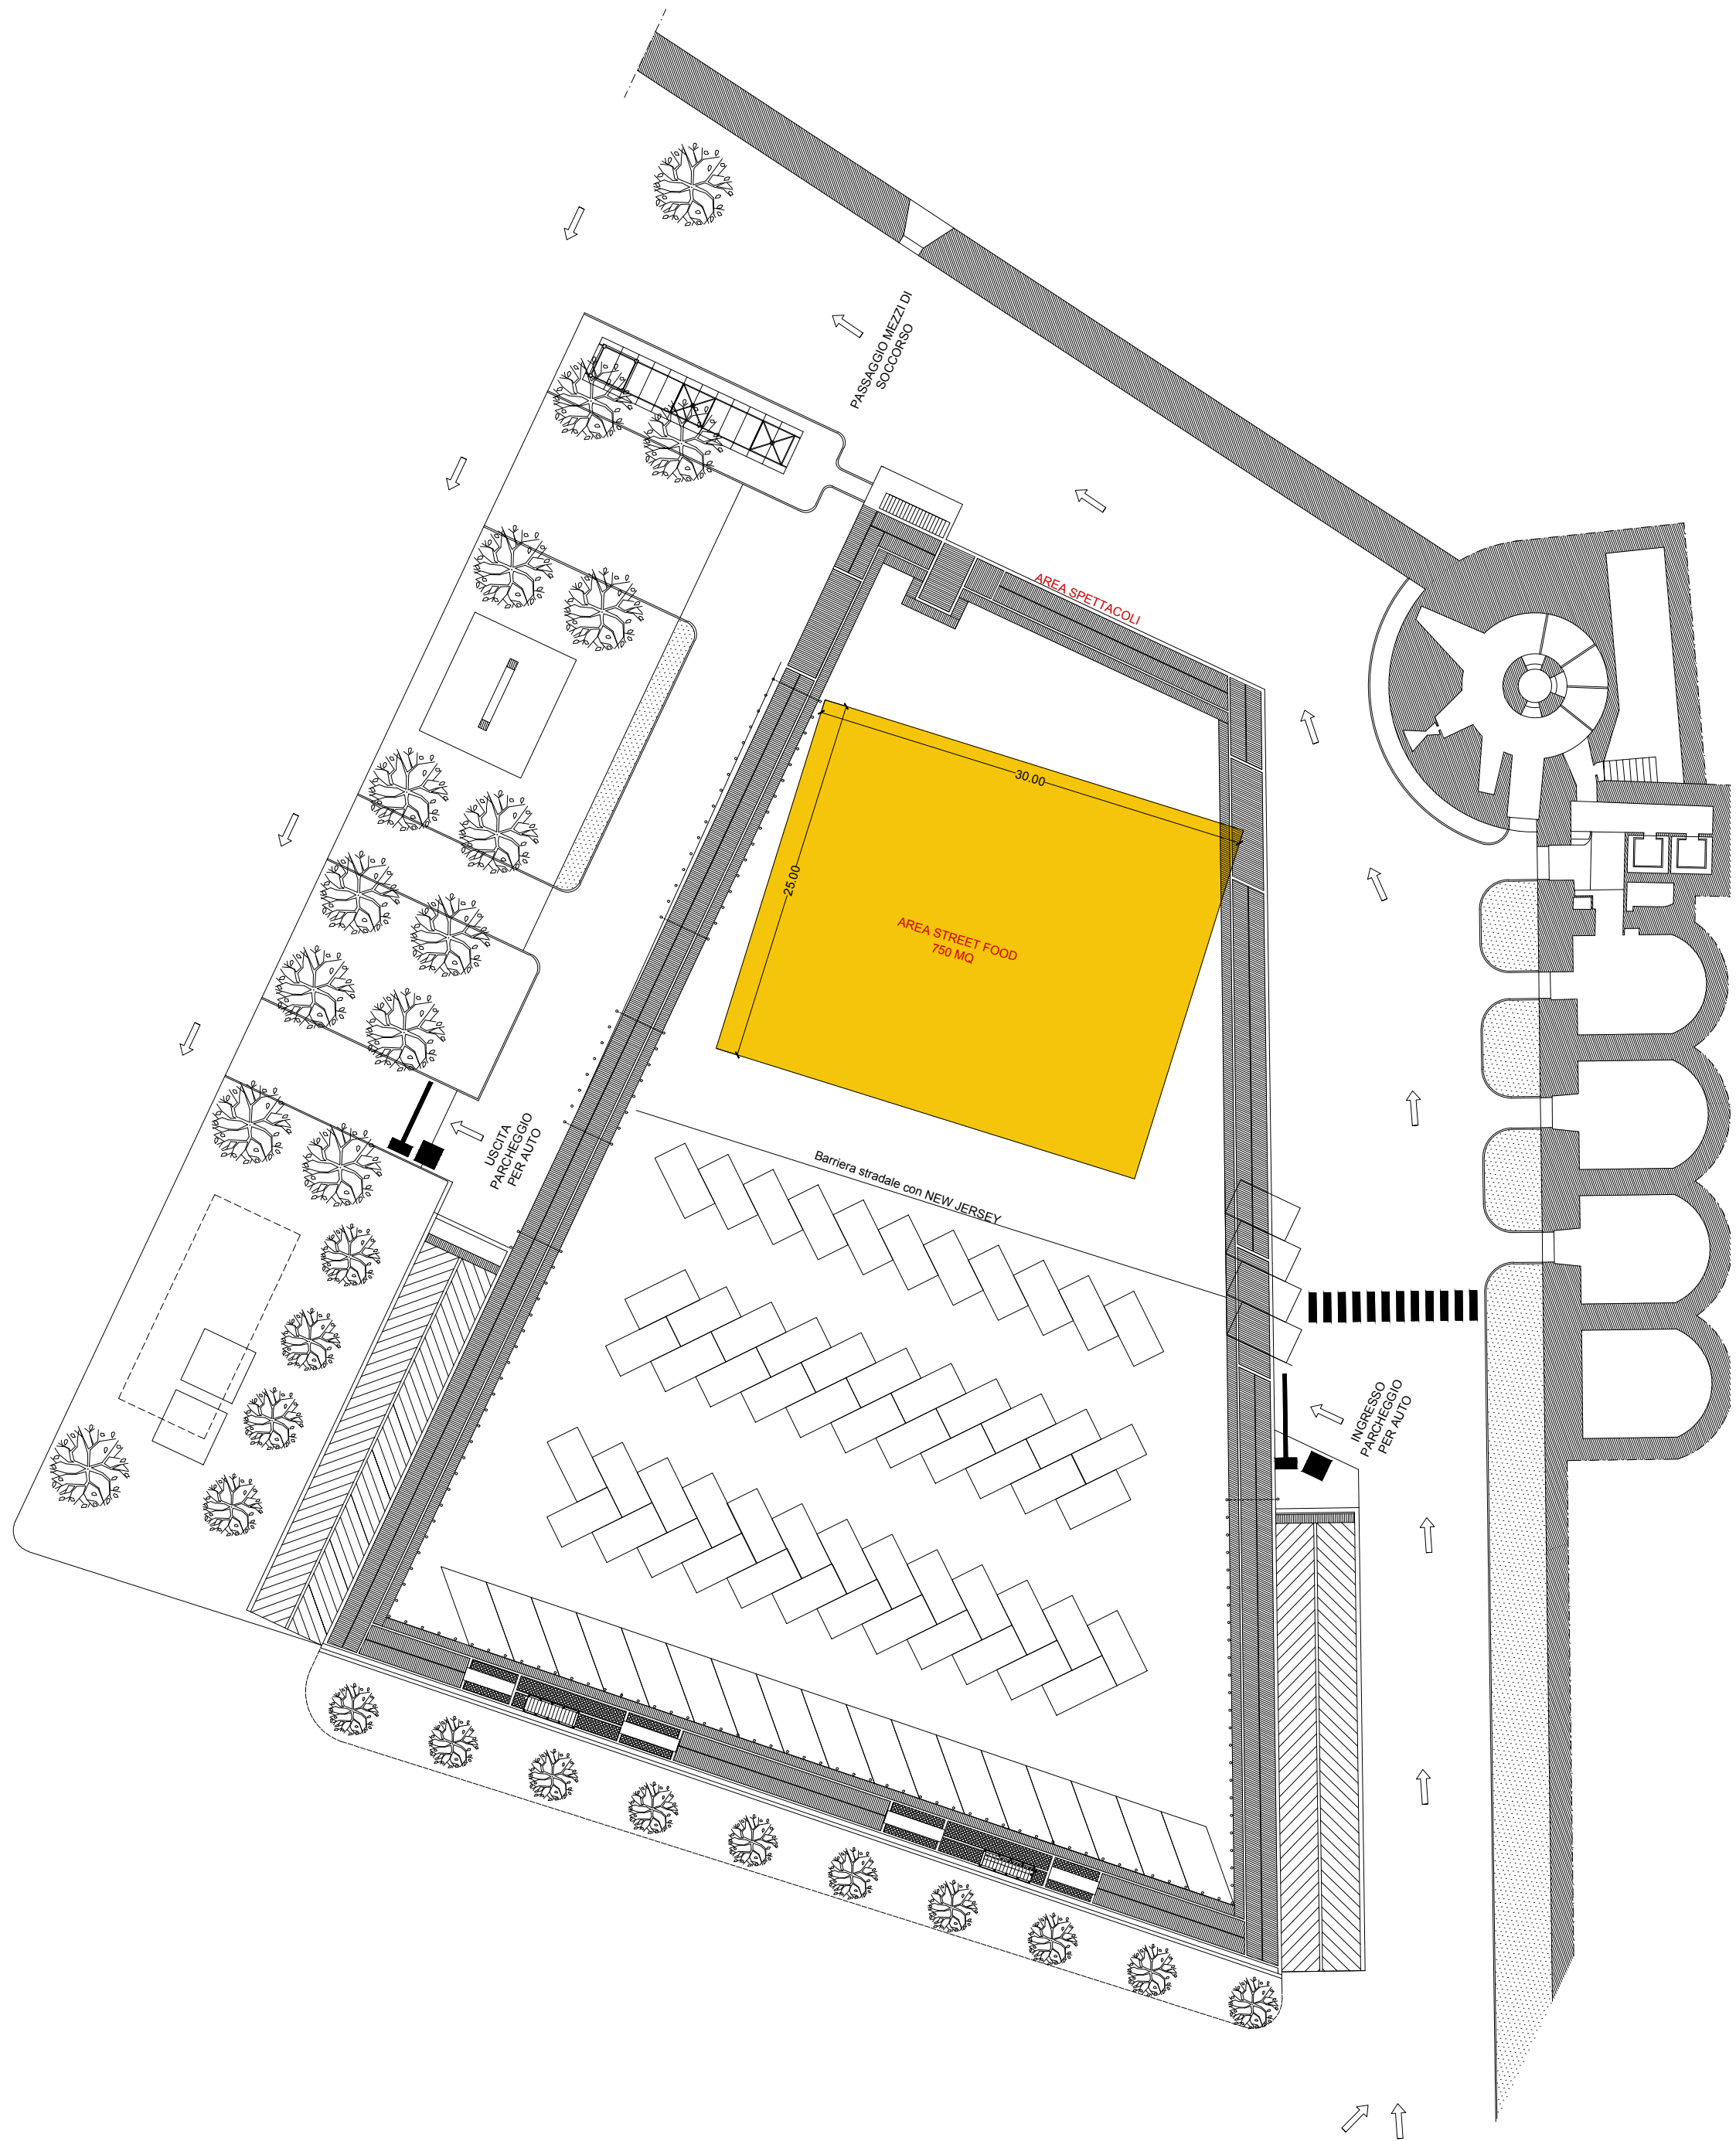 PASSAGGIO MEZZI DI
SOCCORSO
AREA SPETTACOLI
30.00
25.00
AREA STREET FOOD
750 MQ
USCITA
PARCHEGGIO
PER AUTO
Barriera stradale con NEW JERSEY
INGRESSO
PARCHEGGIO
PER AUTO